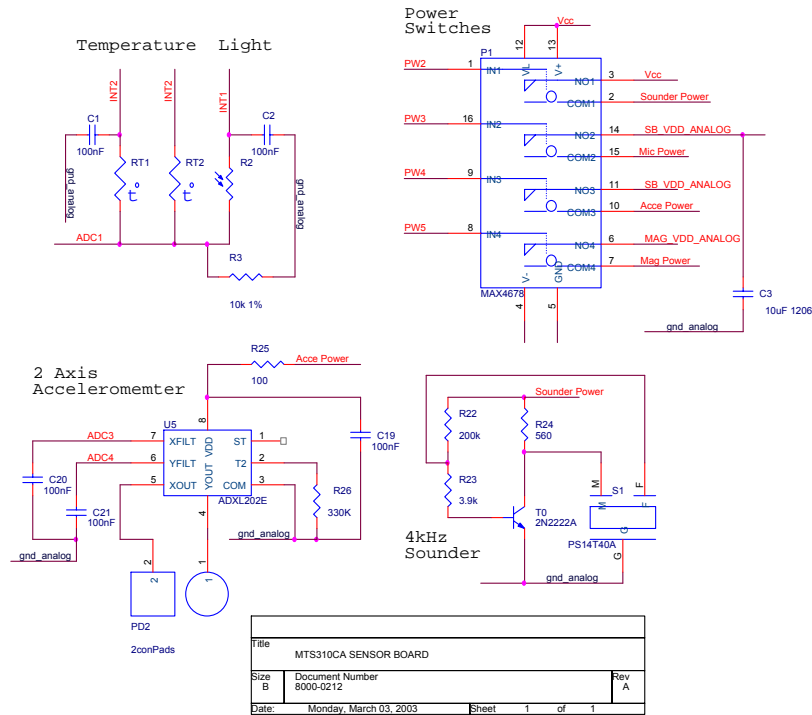 Temperature Light
INT2
INT2
INT1
C1
100nF
C2
100nF
gnd_analog
gnd_analog
RT1
t°
RT2
t°
R2
ADC1
R3
10k 1%
Power
Switches
P1
Vcc
12
13
VL
V+
PW2
1
IN1
NO1
3
Vcc
COM1
2
Sounder Power
PW3
16
IN2
NO2
14
SB_VDD_ANALOG
COM2
15
Mic Power
PW4
9
IN3
NO3
11
SB_VDD_ANALOG
COM3
10
Acce Power
PW5
8
IN4
NO4
6
MAG_VDD_ANALOG
COM4
7
Mag Power
V-
GND
MAX4678
4
5
C3
10uF 1206
gnd_analog
2 Axis
Acceleromemter
R25
100
Acce Power
U5
8
VDD
ADC3
7
XFILT
ST
1
ADC4
6
YFILT
T2
2
5
XOUT
COM
3
YOUT
4
ADXL202E
C19
100nF
C20
100nF
C21
100nF
R26
330K
gnd_analog
gnd_analog
2
2
1
1
PD2
2conPads
Sounder Power
R22
200k
R24
560
R23
3.9k
T0
2N2222A
M
M
S1
F
F
G
G
PS14T40A
4kHz
Sounder
gnd_analog
Title
MTS310CA SENSOR BOARD
Size
B
Document Number
8000-0212
Rev
A
Date:
Monday, March 03, 2003
Sheet 1 of 1